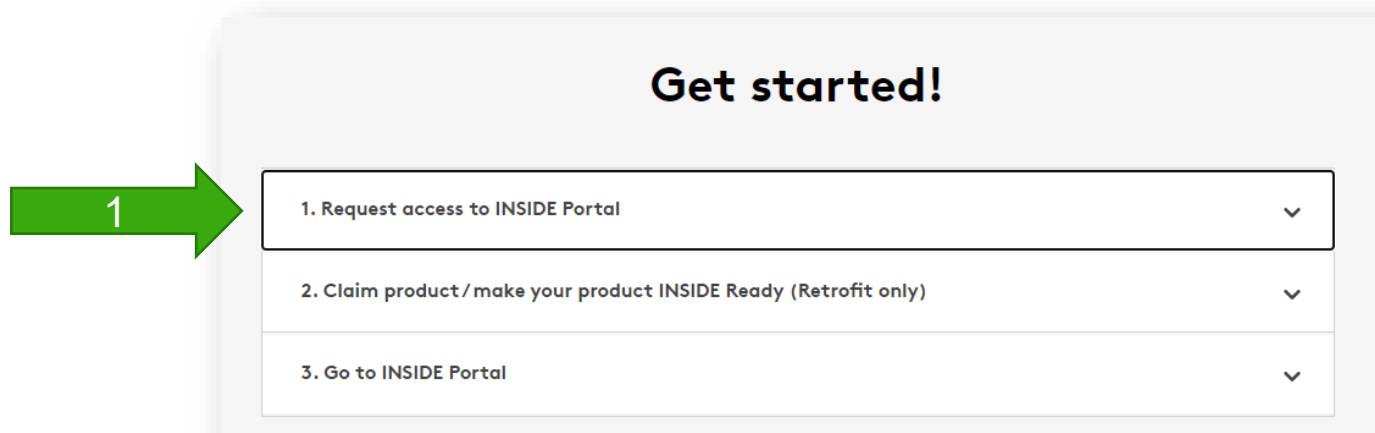 Get started!
1
1. Request access to INSIDE Portal
2. Claim product/make your product INSIDE Ready (Retrofit only)
3. Go to INSIDE Portal